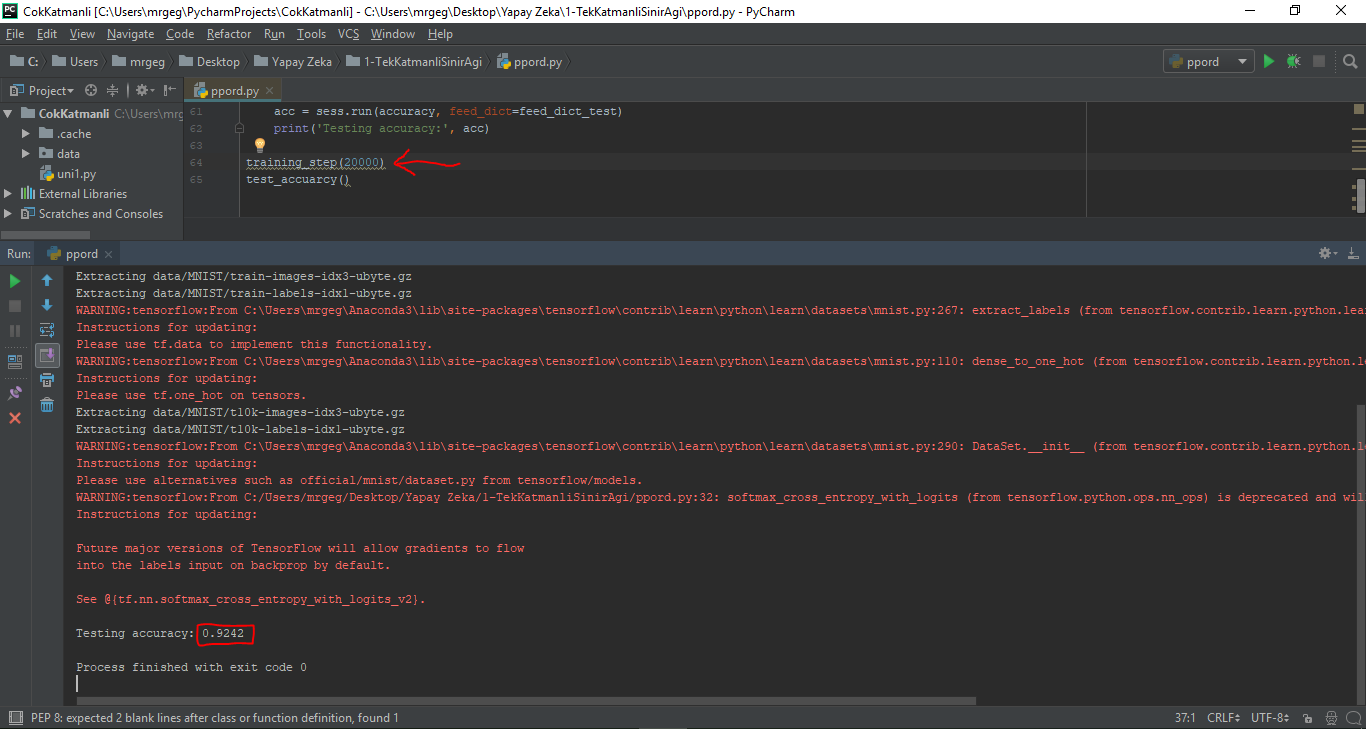 PC CokKatmanli [C:\Users\mrgeg\PycharmProjects\CokKatmanli] - C:\Users\mrgeg\Desktop\Yapay Zeka\1-TekKatmanliSinirAgi\ppord.py - PyCharm
File Edit View Navigate Code Refactor Run Tools VCS Window Help
C: Users mrgeg Desktop Yapay Zeka 1-TekKatmanliSinirAgi ppord.py ppord
Project ppord.py
CokKatmanli C:\Users\mrg
.cache
data
uni1.py
External Libraries
Scratches and Consoles
61 acc = sess.run(accuracy, feed_dict=feed_dict_test)
62 print('Testing accuracy:', acc)
63
64 training_step(20000)
65 test_accuarcy()
Run: ppord
Extracting data/MNIST/train-images-idx3-ubyte.gz
Extracting data/MNIST/train-labels-idx1-ubyte.gz
WARNING:tensorflow:From C:\Users\mrgeg\Anaconda3\lib\site-packages\tensorflow\contrib\learn\python\learn\datasets\mnist.py:267: extract_labels (from tensorflow.contrib.learn.python.lea
Instructions for updating:
Please use tf.data to implement this functionality.
WARNING:tensorflow:From C:\Users\mrgeg\Anaconda3\lib\site-packages\tensorflow\contrib\learn\python\learn\datasets\mnist.py:110: dense_to_one_hot (from tensorflow.contrib.learn.python.l
Instructions for updating:
Please use tf.one_hot on tensors.
Extracting data/MNIST/t10k-images-idx3-ubyte.gz
Extracting data/MNIST/t10k-labels-idx1-ubyte.gz
WARNING:tensorflow:From C:\Users\mrgeg\Anaconda3\lib\site-packages\tensorflow\contrib\learn\python\learn\datasets\mnist.py:290: DataSet.__init__ (from tensorflow.contrib.learn.python.l
Instructions for updating:
Please use alternatives such as official/mnist/dataset.py from tensorflow/models.
WARNING:tensorflow:From C:/Users/mrgeg/Desktop/Yapay Zeka/1-TekKatmanliSinirAgi/ppord.py:32: softmax_cross_entropy_with_logits (from tensorflow.python.ops.nn_ops) is deprecated and wil
Instructions for updating:
Future major versions of TensorFlow will allow gradients to flow
into the labels input on backprop by default.
See @{tf.nn.softmax_cross_entropy_with_logits_v2}.
Testing accuracy: 0.9242
Process finished with exit code 0
PEP 8: expected 2 blank lines after class or function definition, found 1 37:1 CRLF UTF-8